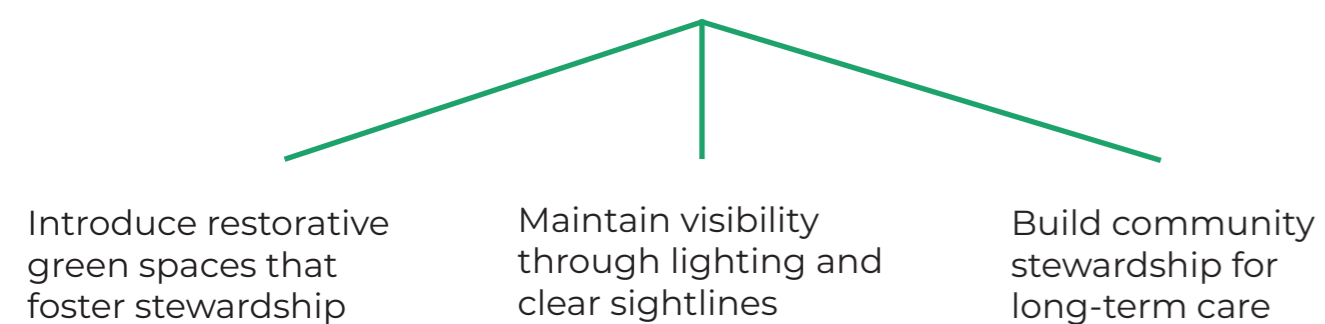 Introduce restorative
green spaces that
foster stewardship
Maintain visibility
through lighting and
clear sightlines
Build community
stewardship for
long-term care